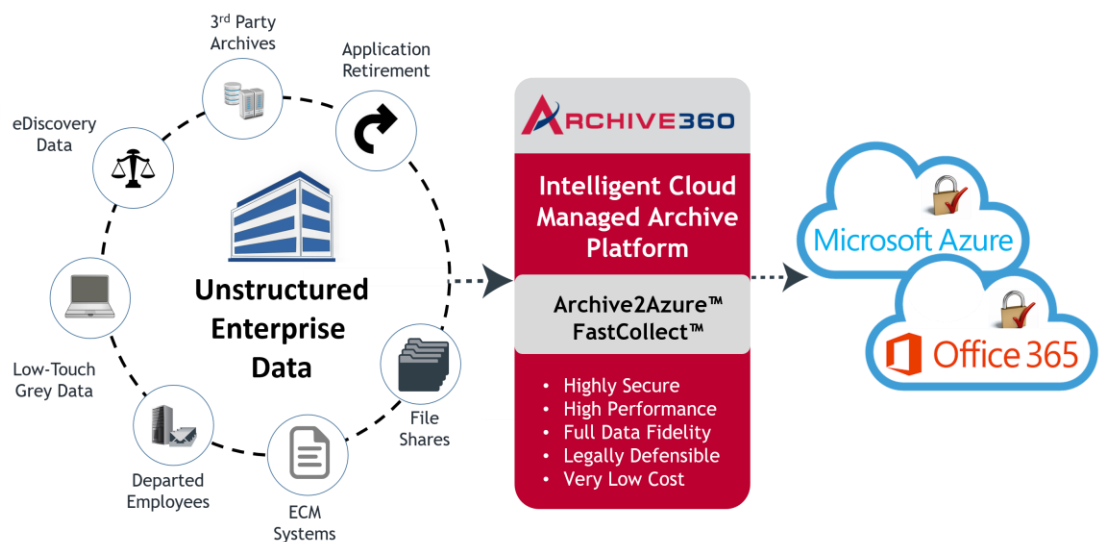 3rd Party
Archives
Application
Retirement
eDiscovery
Data
Low-Touch
Grey Data
Departed
Employees
ECM
Systems
File
Shares
Unstructured
Enterprise
Data
ARCHIVE360
Intelligent Cloud
Managed Archive
Platform
Archive2Azure™
FastCollect™
• Highly Secure
• High Performance
• Full Data Fidelity
• Legally Defensible
• Very Low Cost
Microsoft Azure
Office 365